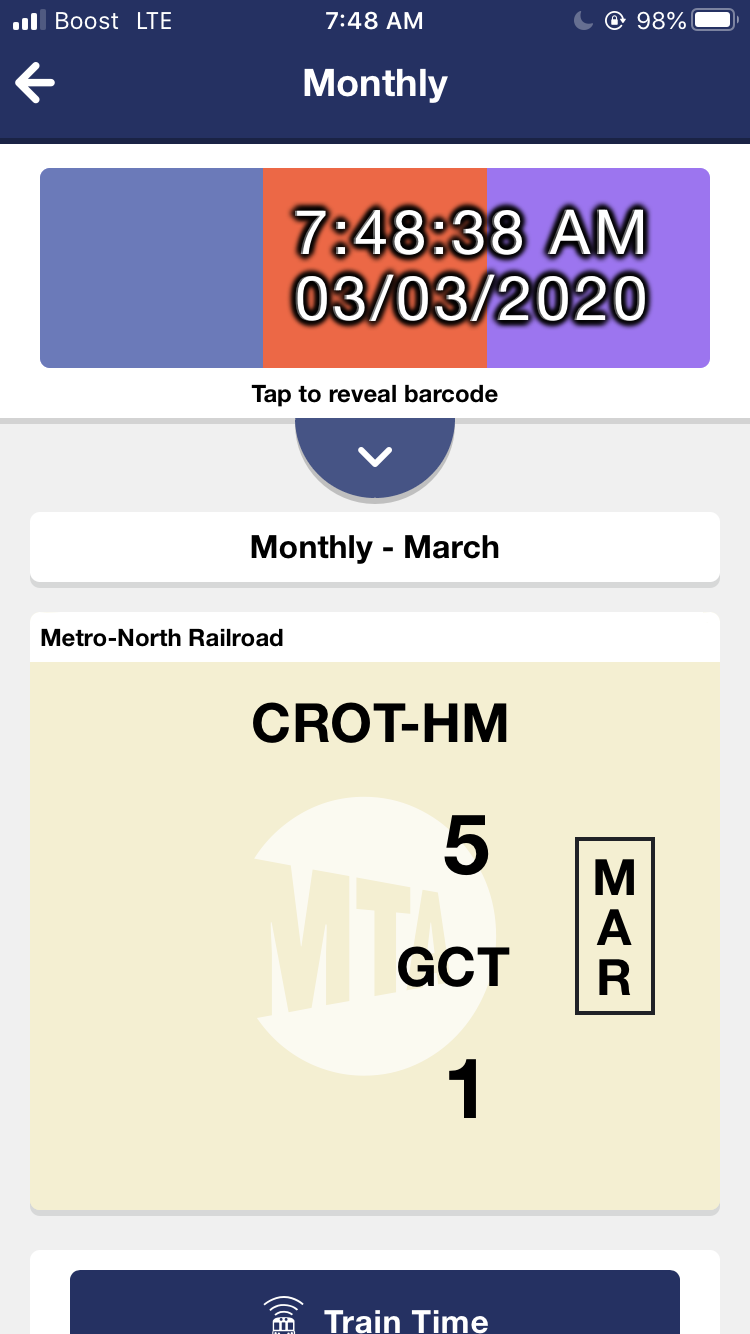 Boost LTE 7:48 AM 98%
Monthly
7:48:38 AM
03/03/2020
Tap to reveal barcode
Monthly - March
Metro-North Railroad
CROT-HM
5
MTA
GCT
1
M
A
R
Train Time